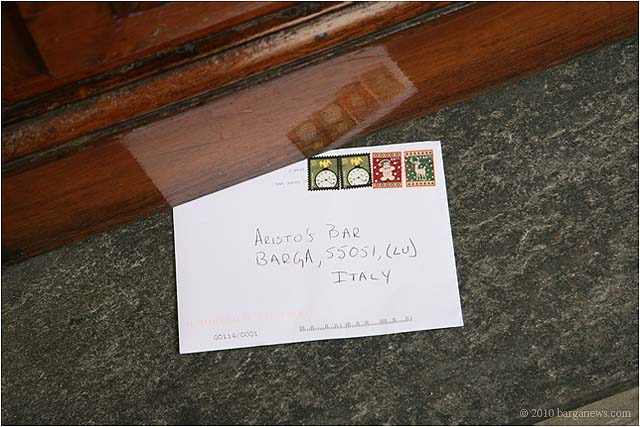 ARISTO'S BAR
BARGA, 55051, (LU)
ITALY
00114/0001
© 2010 barganews.com